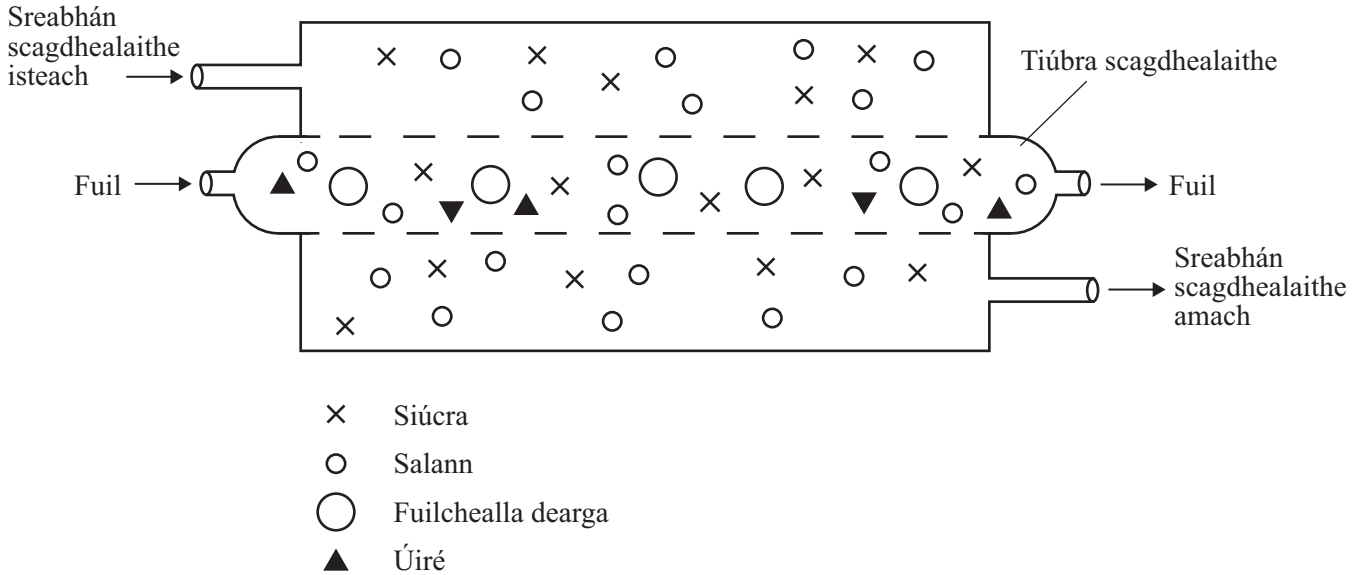 Sreabhán
scagdhealaithe
isteach
Tiúbra scagdhealaithe
Fuil
Fuil
Sreabhán
scagdhealaithe
amach
Siúcra
Salann
Fuilchealla dearga
Úiré